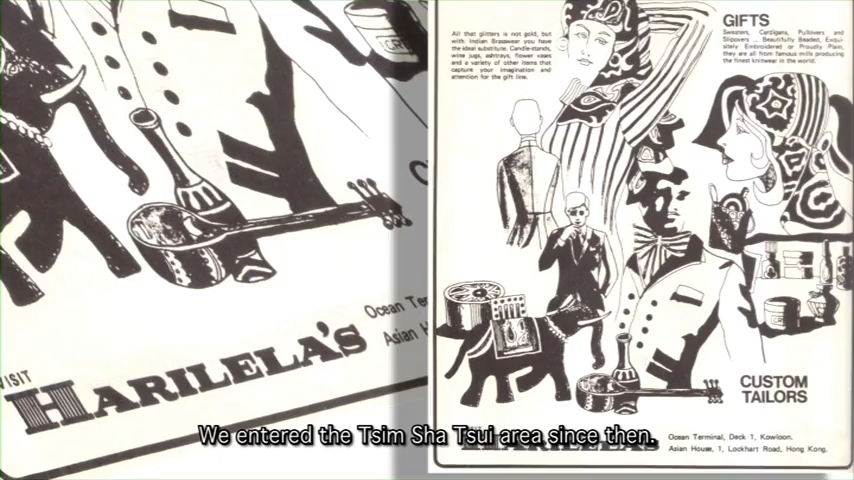 VISIT
HARILELA'S
Ocean Ter
Asian H
All that glitters is not gold, but
with Indian Brassware you have
the ideal substitute. Candle-stands,
wine jugs, ashtrays, flower vases
and a variety of other items that
capture your imagination and
attention for the gift line.
GIFTS
Sweaters, Cardigans, Pullovers and
Slipovers ... Beautifully Beaded, Exqui-
sitely Embroidered or Proudly Plain,
they are all from famous mills producing
the finest knitwear in the world.
CUSTOM
TAILORS
Ocean Terminal, Deck 1, Kowloon.
Asian House, 1, Lockhart Road, Hong Kong.
We entered the Tsim Sha Tsui area since then.